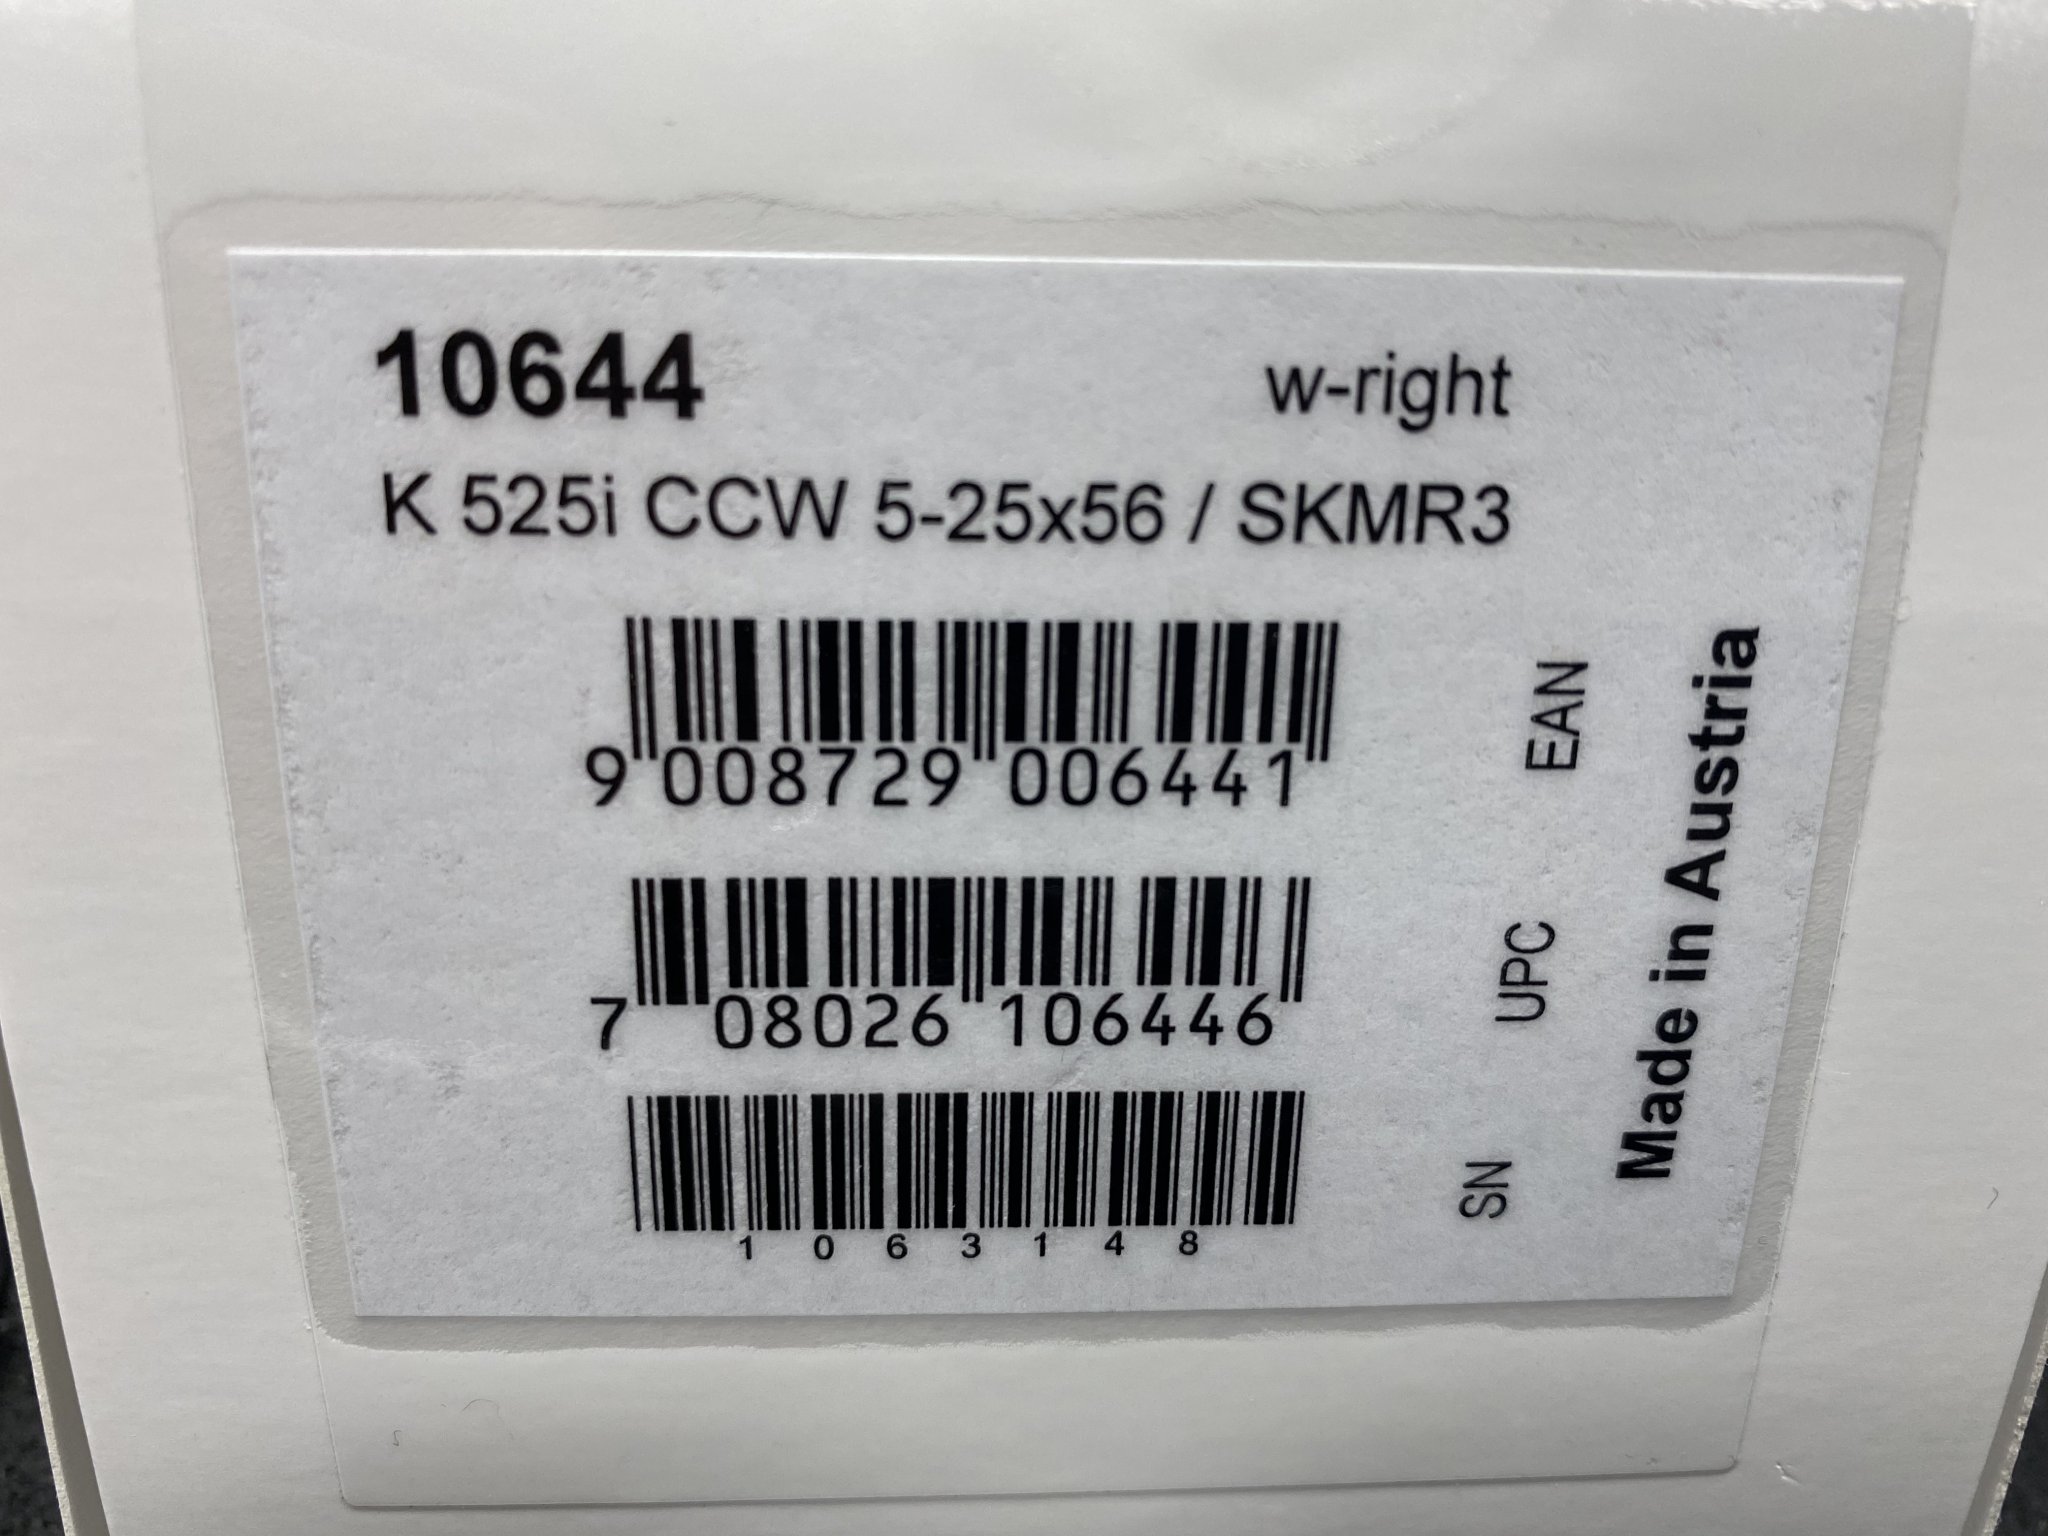 10644 w-right
K 525i CCW 5-25x56 / SKMR3
9 008729 006441 EAN
7 08026 106446 UPC
1063148 SN
Made in Austria